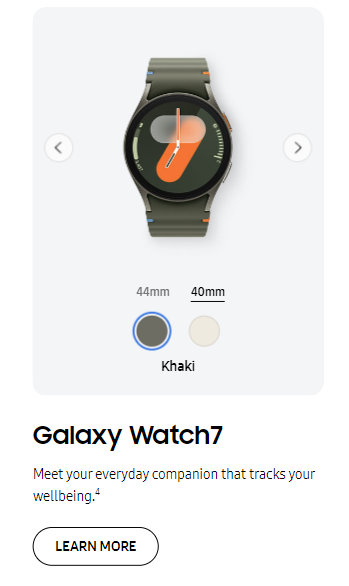 44mm 40mm
Khaki
Galaxy Watch7
Meet your everyday companion that tracks your
wellbeing.4
LEARN MORE